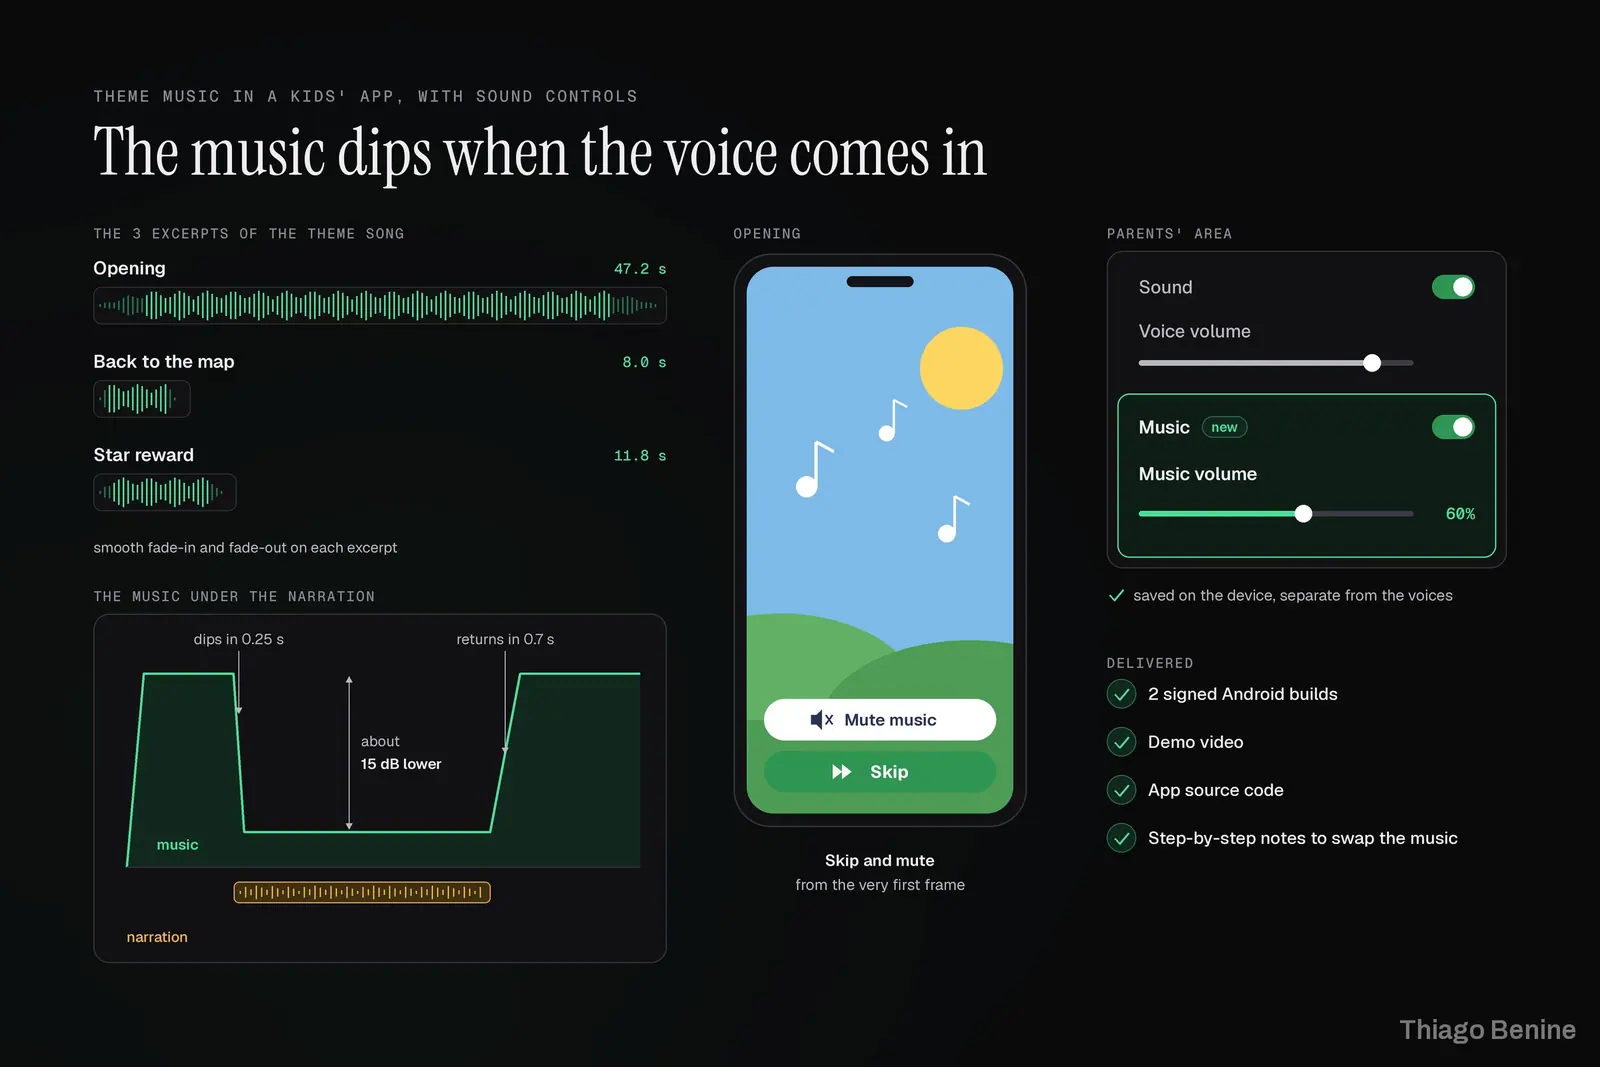 THEME MUSIC IN A KIDS' APP, WITH SOUND CONTROLS
The music dips when the voice comes in
THE 3 EXCERPTS OF THE THEME SONG
Opening
47.2 s
Back to the map
8.0 s
Star reward
11.8 s
smooth fade-in and fade-out on each excerpt
THE MUSIC UNDER THE NARRATION
dips in 0.25 s
returns in 0.7 s
about
15 dB lower
music
narration
OPENING
Mute music
Skip
Skip and mute
from the very first frame
PARENTS' AREA
Sound
Voice volume
Music
new
Music volume
60%
saved on the device, separate from the voices
DELIVERED
2 signed Android builds
Demo video
App source code
Step-by-step notes to swap the music
Thiago Benine